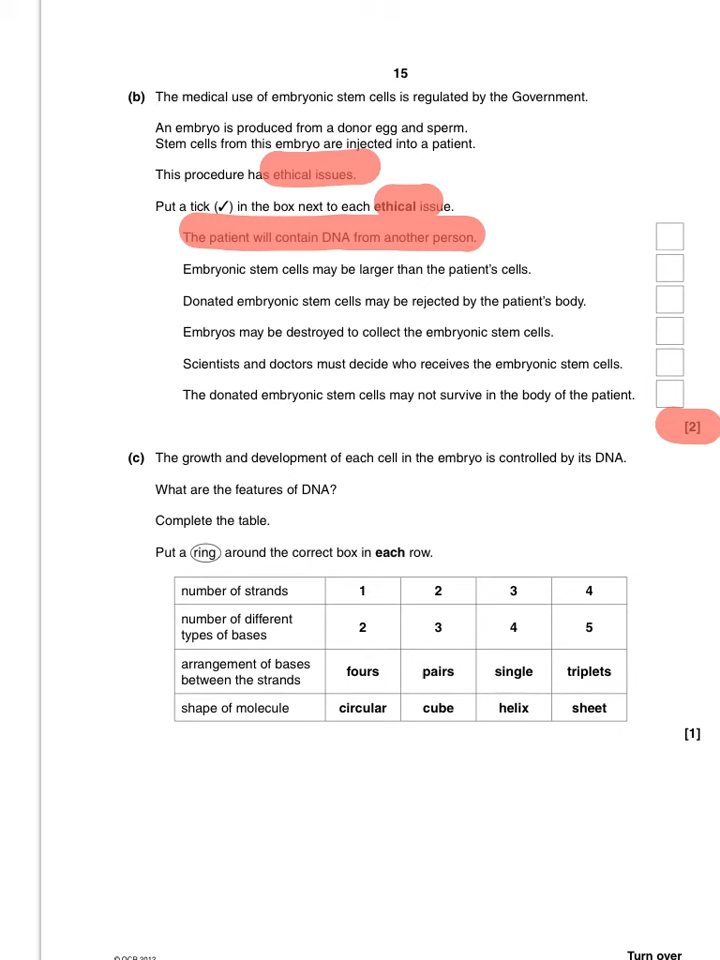 15
(b) The medical use of embryonic stem cells is regulated by the Government.
An embryo is produced from a donor egg and sperm.
Stem cells from this embryo are injected into a patient.
This procedure has ethical issues.
Put a tick (✓) in the box next to each ethical issue.
The patient will contain DNA from another person.
Embryonic stem cells may be larger than the patient's cells.
Donated embryonic stem cells may be rejected by the patient's body.
Embryos may be destroyed to collect the embryonic stem cells.
Scientists and doctors must decide who receives the embryonic stem cells.
The donated embryonic stem cells may not survive in the body of the patient.
[2]
(c) The growth and development of each cell in the embryo is controlled by its DNA.
What are the features of DNA?
Complete the table.
Put a ring around the correct box in each row.
number of strands 1 2 3 4
number of different
types of bases 2 3 4 5
arrangement of bases
between the strands fours pairs single triplets
shape of molecule circular cube helix sheet
[1]
© OCR 2012
Turn over